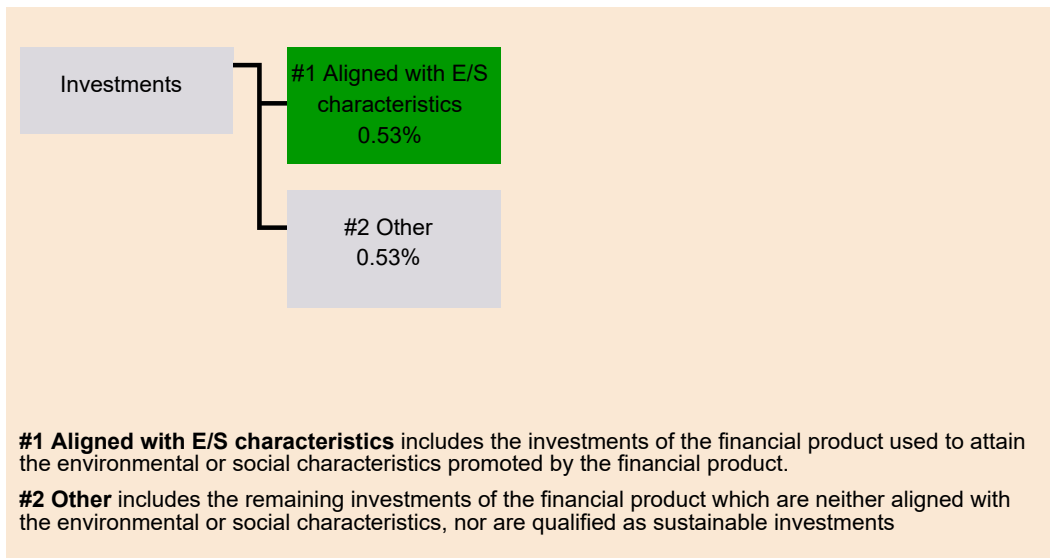 Investments
#1 Aligned with E/S
characteristics
0.53%
#2 Other
0.53%
#1 Aligned with E/S characteristics includes the investments of the financial product used to attain
the environmental or social characteristics promoted by the financial product.
#2 Other includes the remaining investments of the financial product which are neither aligned with
the environmental or social characteristics, nor are qualified as sustainable investments